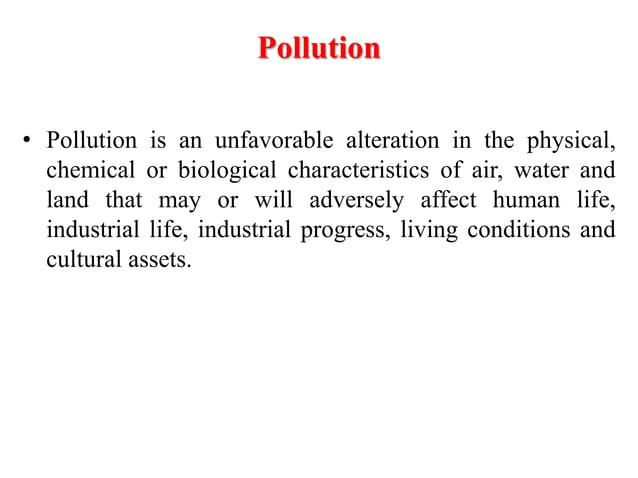 Pollution
• Pollution is an unfavorable alteration in the physical,
chemical or biological characteristics of air, water and
land that may or will adversely affect human life,
industrial life, industrial progress, living conditions and
cultural assets.